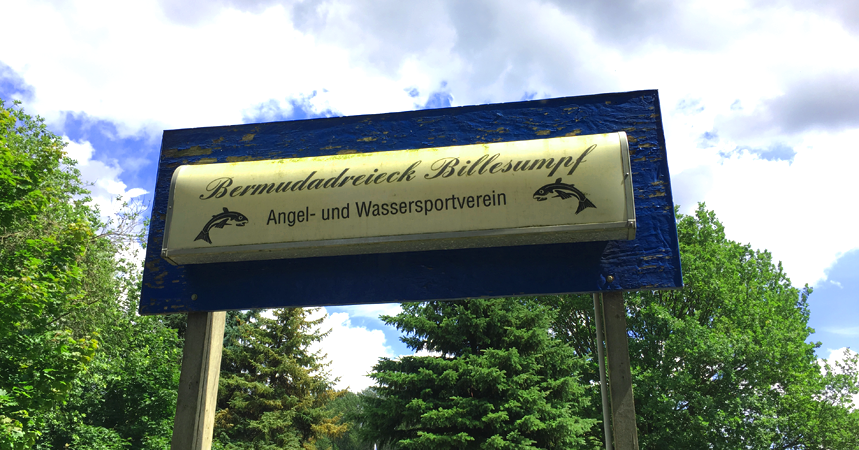 Bermudadreieck Billesumpf
Angel- und Wassersportverein